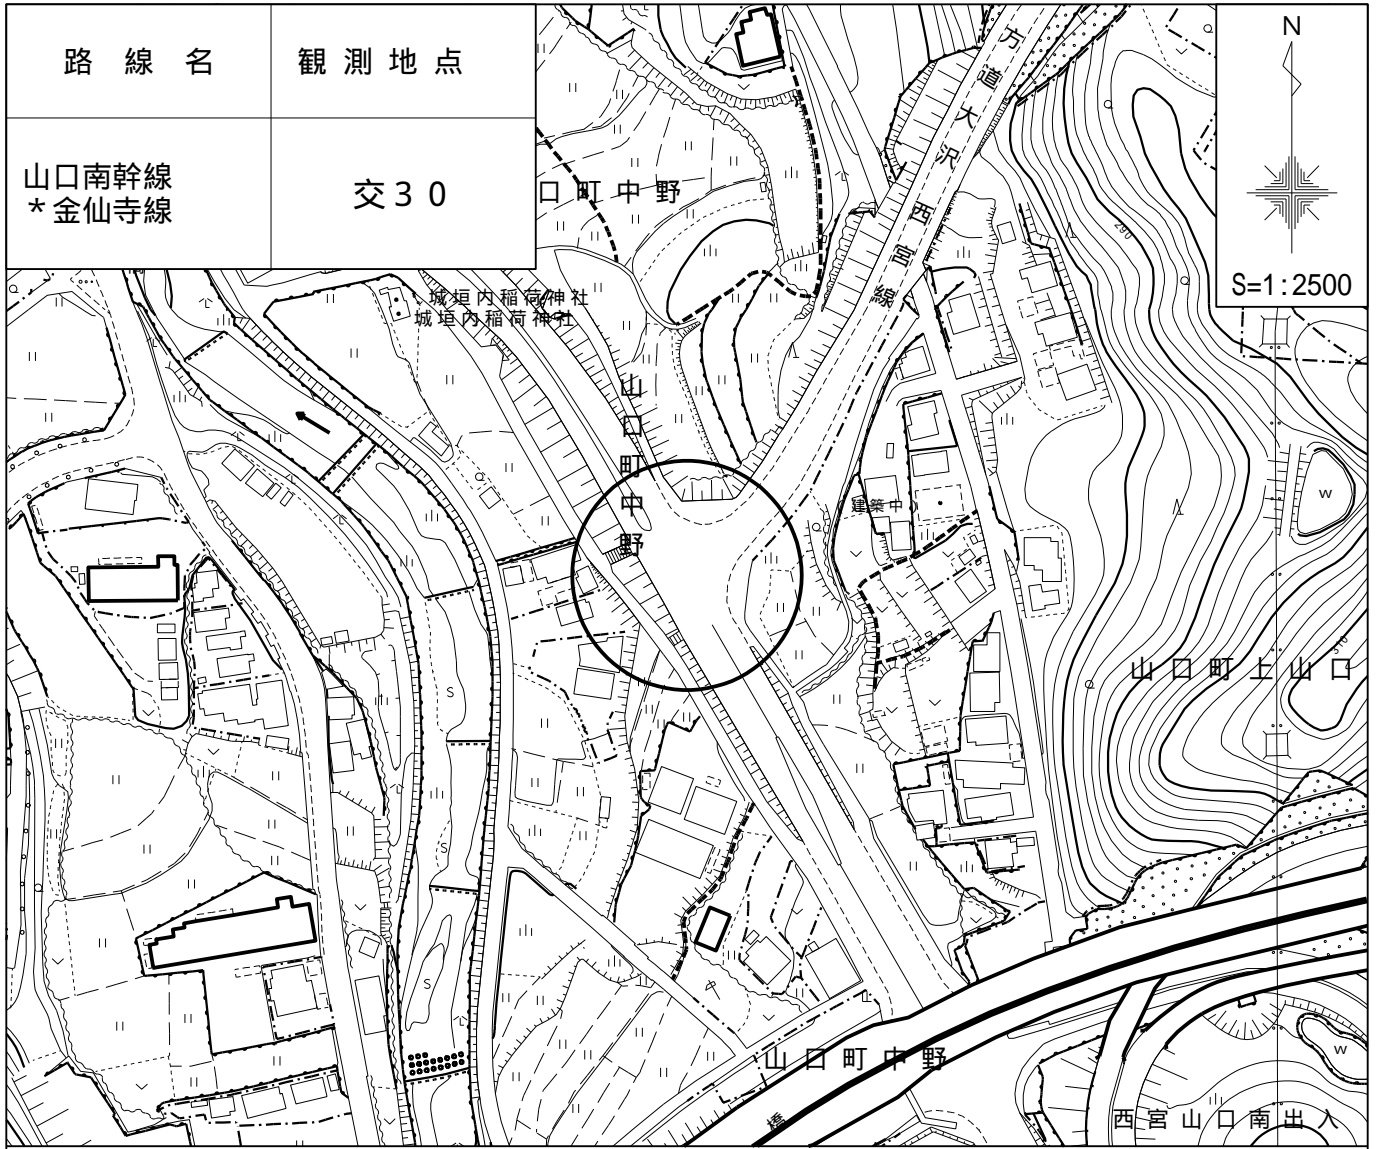 路線名
観測地点
山口南幹線
*金仙寺線
交30
N
S=1:2500
方道大沢西宮線
口町中野
城垣内稲荷神社
城垣内稲荷神社
山口町中野
建築中
290
W
山口町上山口
310
S
S
S
山口町中野
橋
W
西宮山口南出入